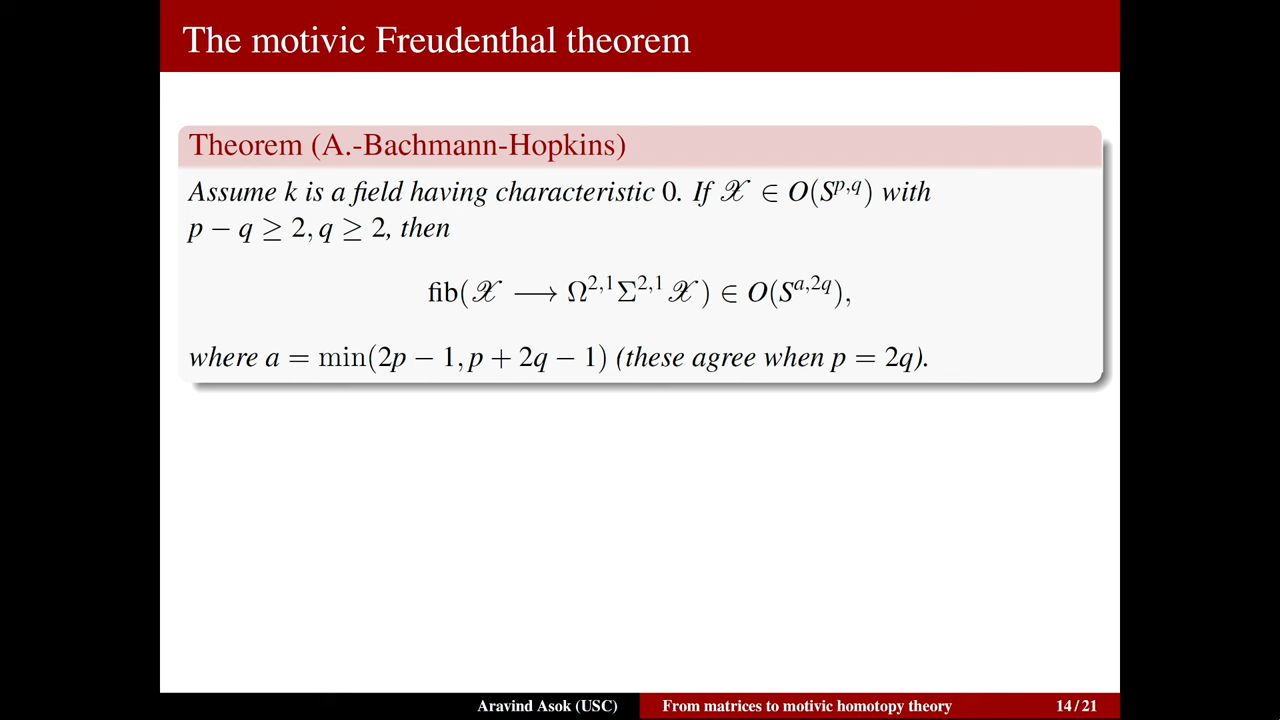 The motivic Freudenthal theorem
Theorem (A.-Bachmann-Hopkins)
Assume k is a field having characteristic 0. If 𝒳 ∈ O(S^{p,q}) with
p − q ≥ 2, q ≥ 2, then
fib(𝒳 ⟶ Ω^{2,1}Σ^{2,1}𝒳) ∈ O(S^{a,2q}),
where a = min(2p − 1, p + 2q − 1) (these agree when p = 2q).
Aravind Asok (USC)
From matrices to motivic homotopy theory
14 / 21